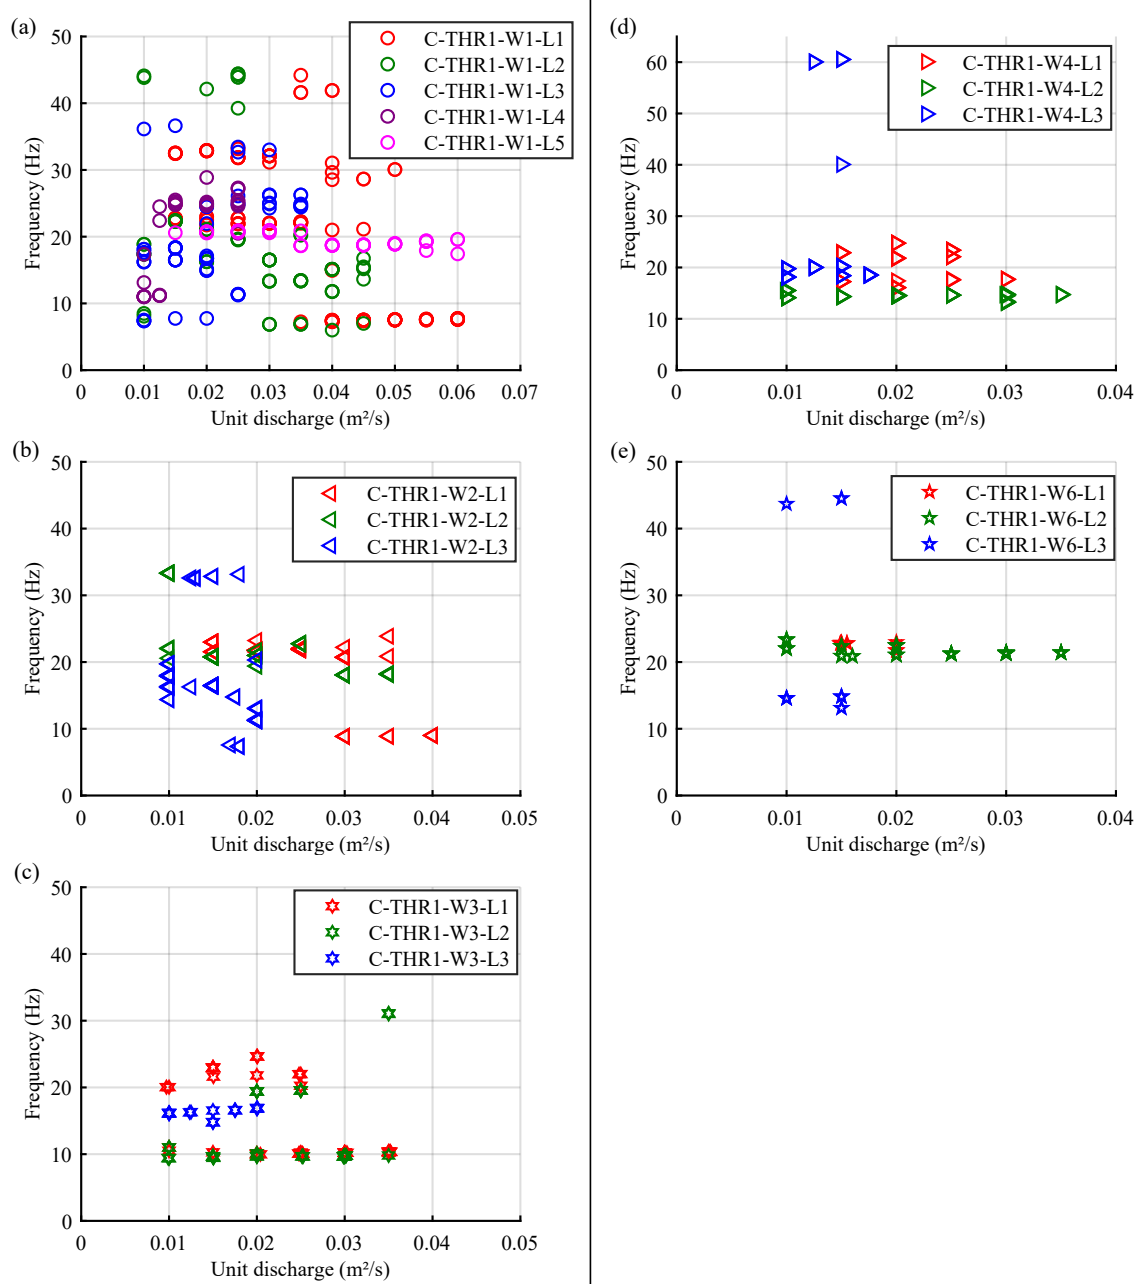 (a)
50
40
30
20
10
0
Frequency (Hz)
C-THR1-W1-L1
C-THR1-W1-L2
C-THR1-W1-L3
C-THR1-W1-L4
C-THR1-W1-L5
0 0.01 0.02 0.03 0.04 0.05 0.06 0.07
Unit discharge (m²/s)
(b)
50
40
30
20
10
0
Frequency (Hz)
C-THR1-W2-L1
C-THR1-W2-L2
C-THR1-W2-L3
0 0.01 0.02 0.03 0.04 0.05
Unit discharge (m²/s)
(c)
50
40
30
20
10
0
Frequency (Hz)
C-THR1-W3-L1
C-THR1-W3-L2
C-THR1-W3-L3
0 0.01 0.02 0.03 0.04 0.05
Unit discharge (m²/s)
(d)
60
50
40
30
20
10
0
Frequency (Hz)
C-THR1-W4-L1
C-THR1-W4-L2
C-THR1-W4-L3
0 0.01 0.02 0.03 0.04
Unit discharge (m²/s)
(e)
50
40
30
20
10
0
Frequency (Hz)
C-THR1-W6-L1
C-THR1-W6-L2
C-THR1-W6-L3
0 0.01 0.02 0.03 0.04
Unit discharge (m²/s)